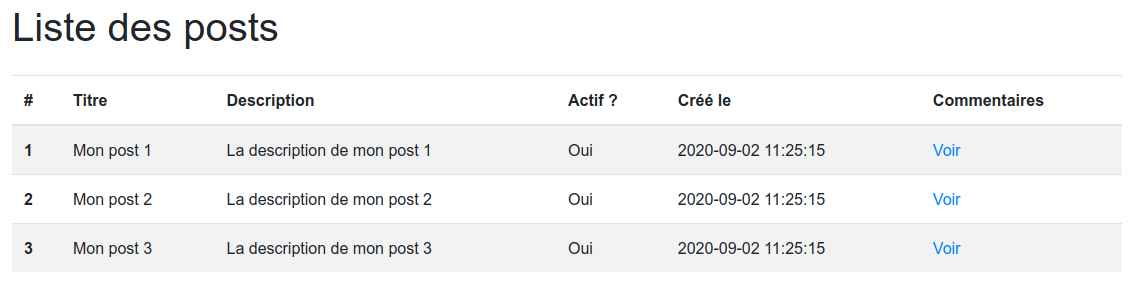 Liste des posts
# Titre Description Actif ? Créé le Commentaires
1 Mon post 1 La description de mon post 1 Oui 2020-09-02 11:25:15 Voir
2 Mon post 2 La description de mon post 2 Oui 2020-09-02 11:25:15 Voir
3 Mon post 3 La description de mon post 3 Oui 2020-09-02 11:25:15 Voir